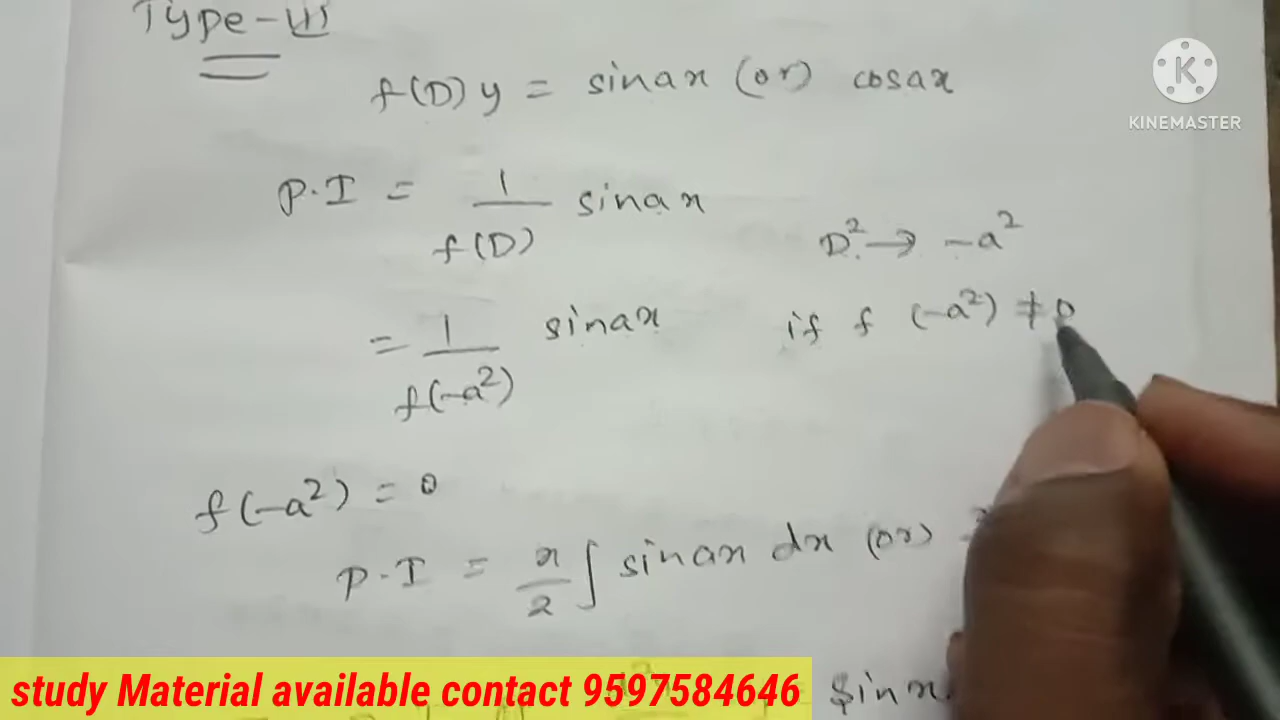 Type-III
f(D) y = sinax (or) cosax
KINEMASTER
P.I = 1/f(D) sinax
D² → -a²
= 1/f(-a²) sinax if f (-a²) ≠ 0
f(-a²) = 0
P.I = x/2 ∫ sinax dx (or)
= sinx.
study Material available contact 9597584646